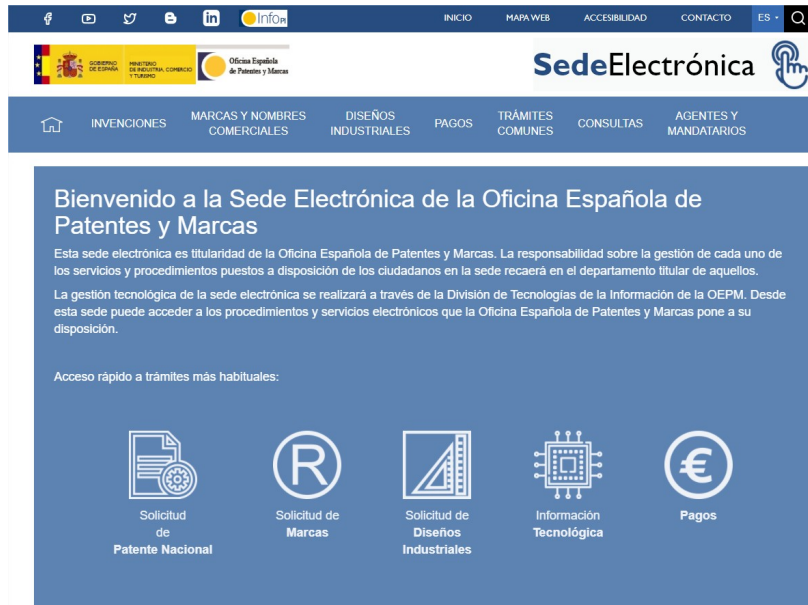 InfoPI
INICIO
MAPA WEB
ACCESIBILIDAD
CONTACTO
ES
GOBIERNO
DE ESPAÑA
MINISTERIO
DE INDUSTRIA, COMERCIO
Y TURISMO
Oficina Española
de Patentes y Marcas
SedeElectrónica
INVENCIONES
MARCAS Y NOMBRES
COMERCIALES
DISEÑOS
INDUSTRIALES
PAGOS
TRÁMITES
COMUNES
CONSULTAS
AGENTES Y
MANDATARIOS
Bienvenido a la Sede Electrónica de la Oficina Española de
Patentes y Marcas
Esta sede electrónica es titularidad de la Oficina Española de Patentes y Marcas. La responsabilidad sobre la gestión de cada uno de
los servicios y procedimientos puestos a disposición de los ciudadanos en la sede recaerá en el departamento titular de aquellos.
La gestión tecnológica de la sede electrónica se realizará a través de la División de Tecnologías de la Información de la OEPM. Desde
esta sede puede acceder a los procedimientos y servicios electrónicos que la Oficina Española de Patentes y Marcas pone a su
disposición.
Acceso rápido a trámites más habituales:
R
€
Solicitud
de
Patente Nacional
Solicitud de
Marcas
Solicitud de
Diseños
Industriales
Información
Tecnológica
Pagos